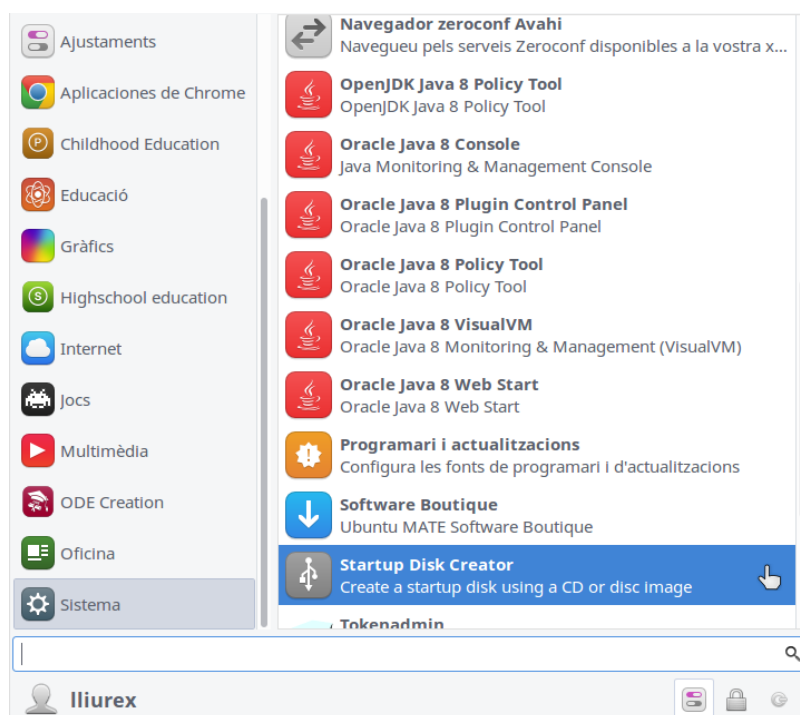 Ajustaments
Aplicaciones de Chrome
Childhood Education
Educació
Gràfics
Highschool education
Internet
Jocs
Multimèdia
ODE Creation
Oficina
Sistema
Navegador zeroconf Avahi
Navegueu pels serveis Zeroconf disponibles a la vostra x...
OpenJDK Java 8 Policy Tool
OpenJDK Java 8 Policy Tool
Oracle Java 8 Console
Java Monitoring & Management Console
Oracle Java 8 Plugin Control Panel
Oracle Java 8 Plugin Control Panel
Oracle Java 8 Policy Tool
Oracle Java 8 Policy Tool
Oracle Java 8 VisualVM
Oracle Java 8 Monitoring & Management (VisualVM)
Oracle Java 8 Web Start
Oracle Java 8 Web Start
Programari i actualitzacions
Configura les fonts de programari i d'actualitzacions
Software Boutique
Ubuntu MATE Software Boutique
Startup Disk Creator
Create a startup disk using a CD or disc image
Tokenadmin
lliurex